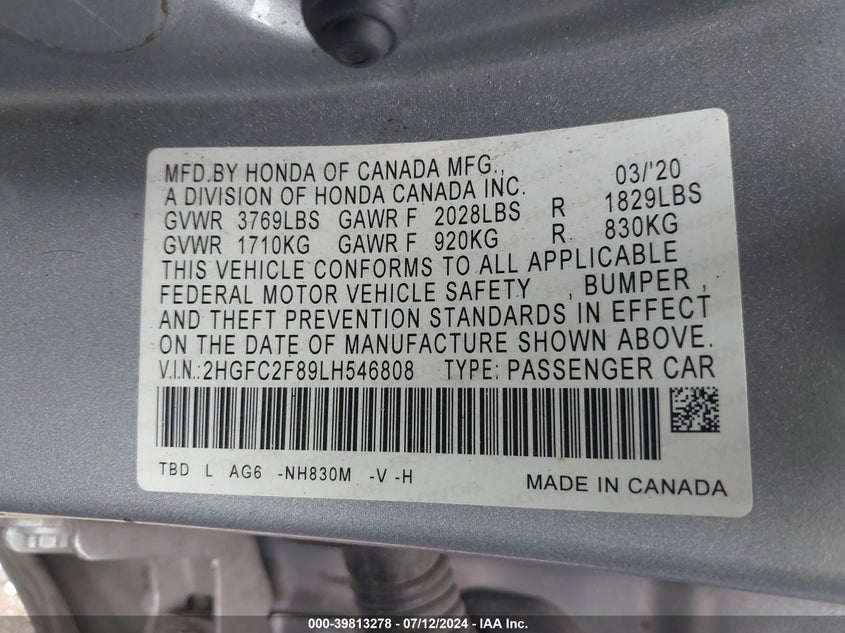 MFD.BY HONDA OF CANADA MFG., 03/'20
A DIVISION OF HONDA CANADA INC.
GVWR 3769LBS GAWR F 2028LBS R 1829LBS
GVWR 1710KG GAWR F 920KG R 830KG
THIS VEHICLE CONFORMS TO ALL APPLICABLE
FEDERAL MOTOR VEHICLE SAFETY , BUMPER ,
AND THEFT PREVENTION STANDARDS IN EFFECT
ON THE DATE OF MANUFACTURE SHOWN ABOVE.
V.I.N.:2HGFC2F89LH546808 TYPE: PASSENGER CAR
TBD L AG6 -NH830M -V -H
MADE IN CANADA
000-39813278 - 07/12/2024 - IAA Inc.